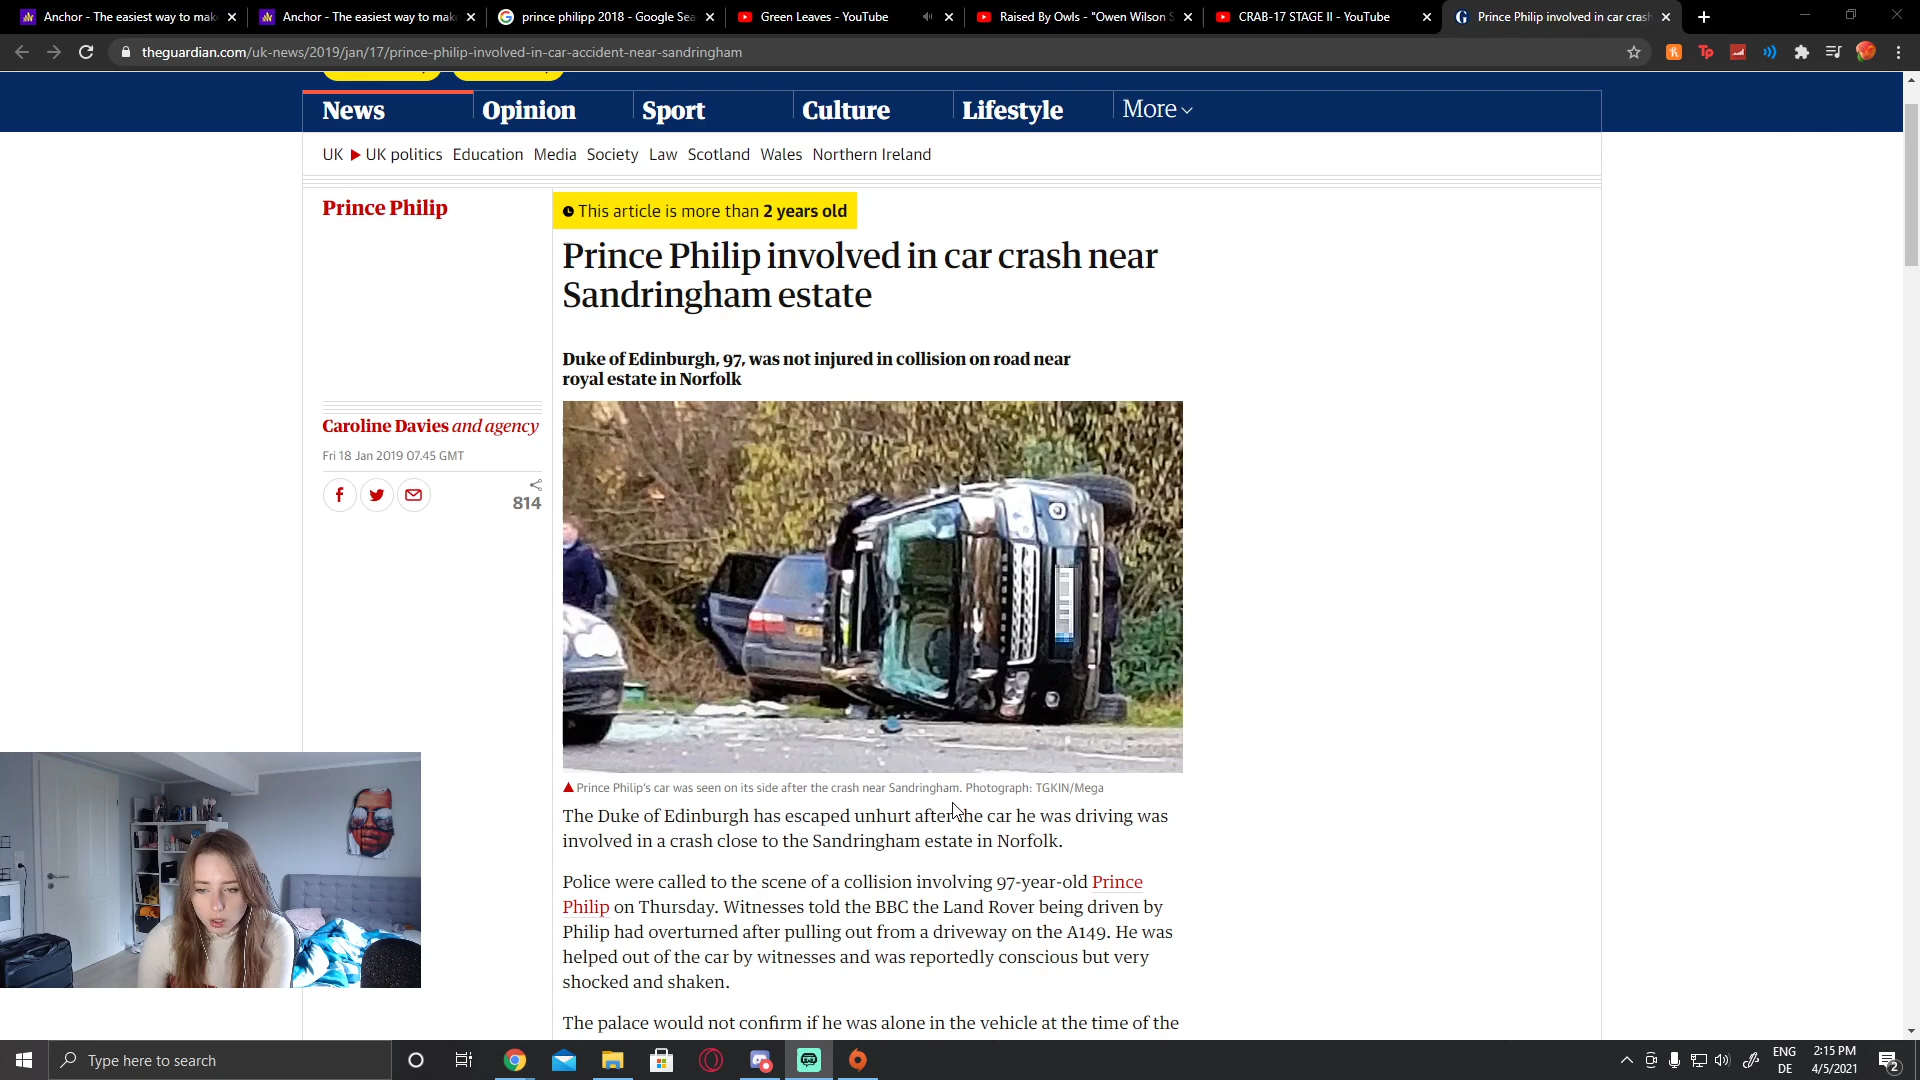 Anchor - The easiest way to mak
Anchor - The easiest way to mak
prince philipp 2018 - Google Sea
Green Leaves - YouTube
Raised By Owls - "Owen Wilson S
CRAB-17 STAGE II - YouTube
Prince Philip involved in car crash
theguardian.com/uk-news/2019/jan/17/prince-philip-involved-in-car-accident-near-sandringham
News
Opinion
Sport
Culture
Lifestyle
More
UK UK politics Education Media Society Law Scotland Wales Northern Ireland
Prince Philip
This article is more than 2 years old
Prince Philip involved in car crash near
Sandringham estate
Duke of Edinburgh, 97, was not injured in collision on road near
royal estate in Norfolk
Caroline Davies and agency
Fri 18 Jan 2019 07.45 GMT
814
Prince Philip's car was seen on its side after the crash near Sandringham. Photograph: TGKIN/Mega
The Duke of Edinburgh has escaped unhurt after the car he was driving was
involved in a crash close to the Sandringham estate in Norfolk.
Police were called to the scene of a collision involving 97-year-old Prince
Philip on Thursday. Witnesses told the BBC the Land Rover being driven by
Philip had overturned after pulling out from a driveway on the A149. He was
helped out of the car by witnesses and was reportedly conscious but very
shocked and shaken.
The palace would not confirm if he was alone in the vehicle at the time of the
Type here to search
ENG
DE
2:15 PM
4/5/2021
2